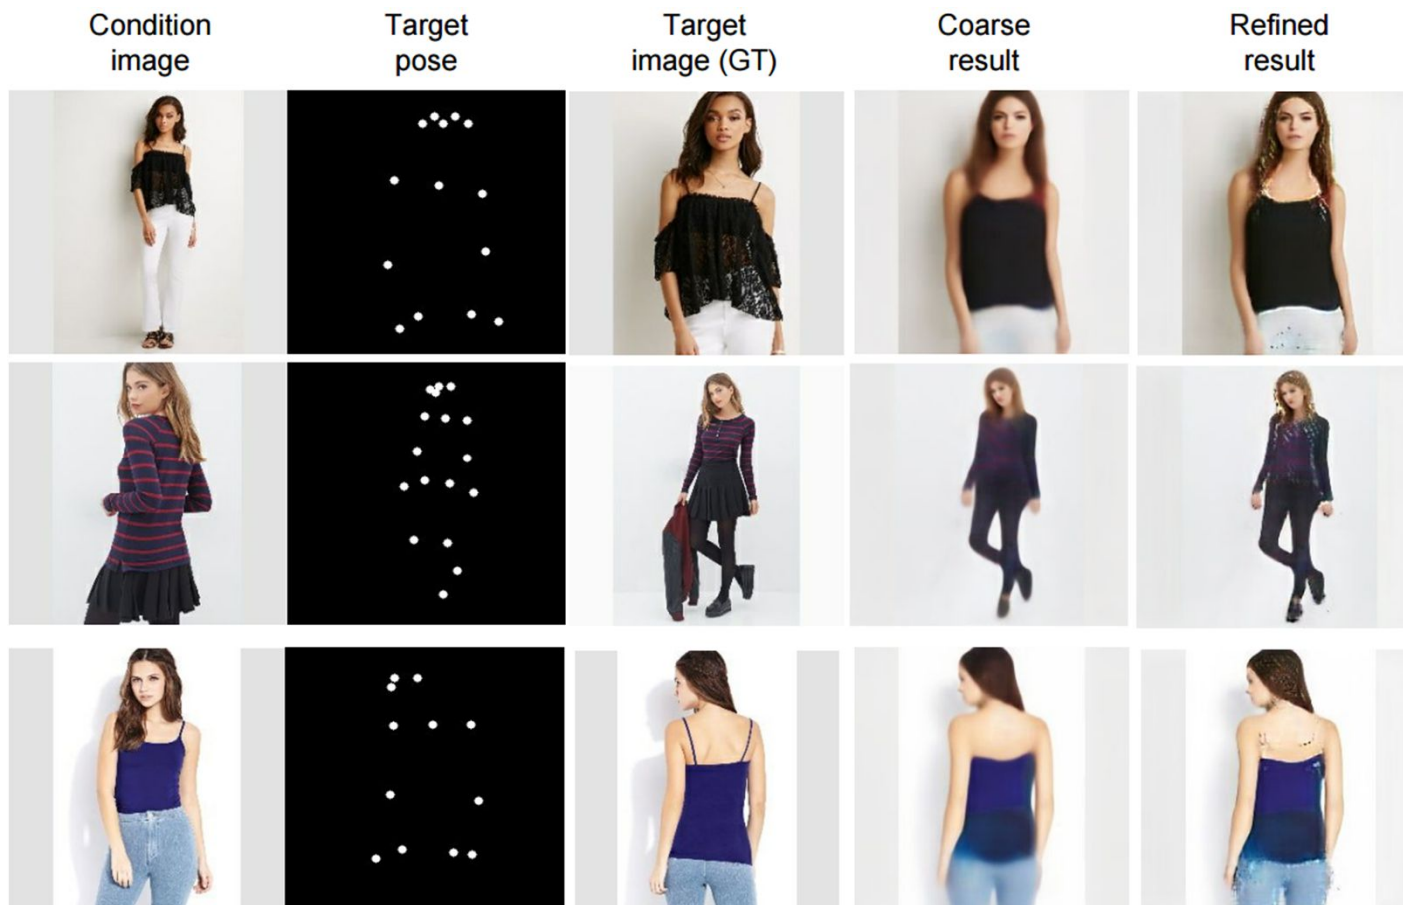 Condition
image
Target
pose
Target
image (GT)
Coarse
result
Refined
result